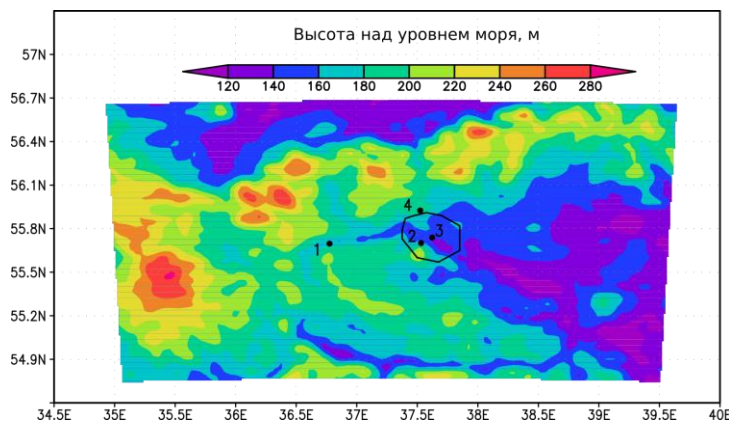 Высота над уровнем моря, м
57N
120 140 160 180 200 220 240 260 280
56.7N
56.4N
56.1N
4
55.8N
3
2
1
55.5N
55.2N
54.9N
34.5E 35E 35.5E 36E 36.5E 37E 37.5E 38E 38.5E 39E 39.5E 40E